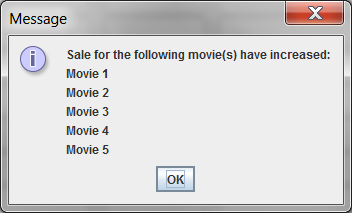 Message
Sale for the following movie(s) have increased:
Movie 1
Movie 2
Movie 3
Movie 4
Movie 5
OK